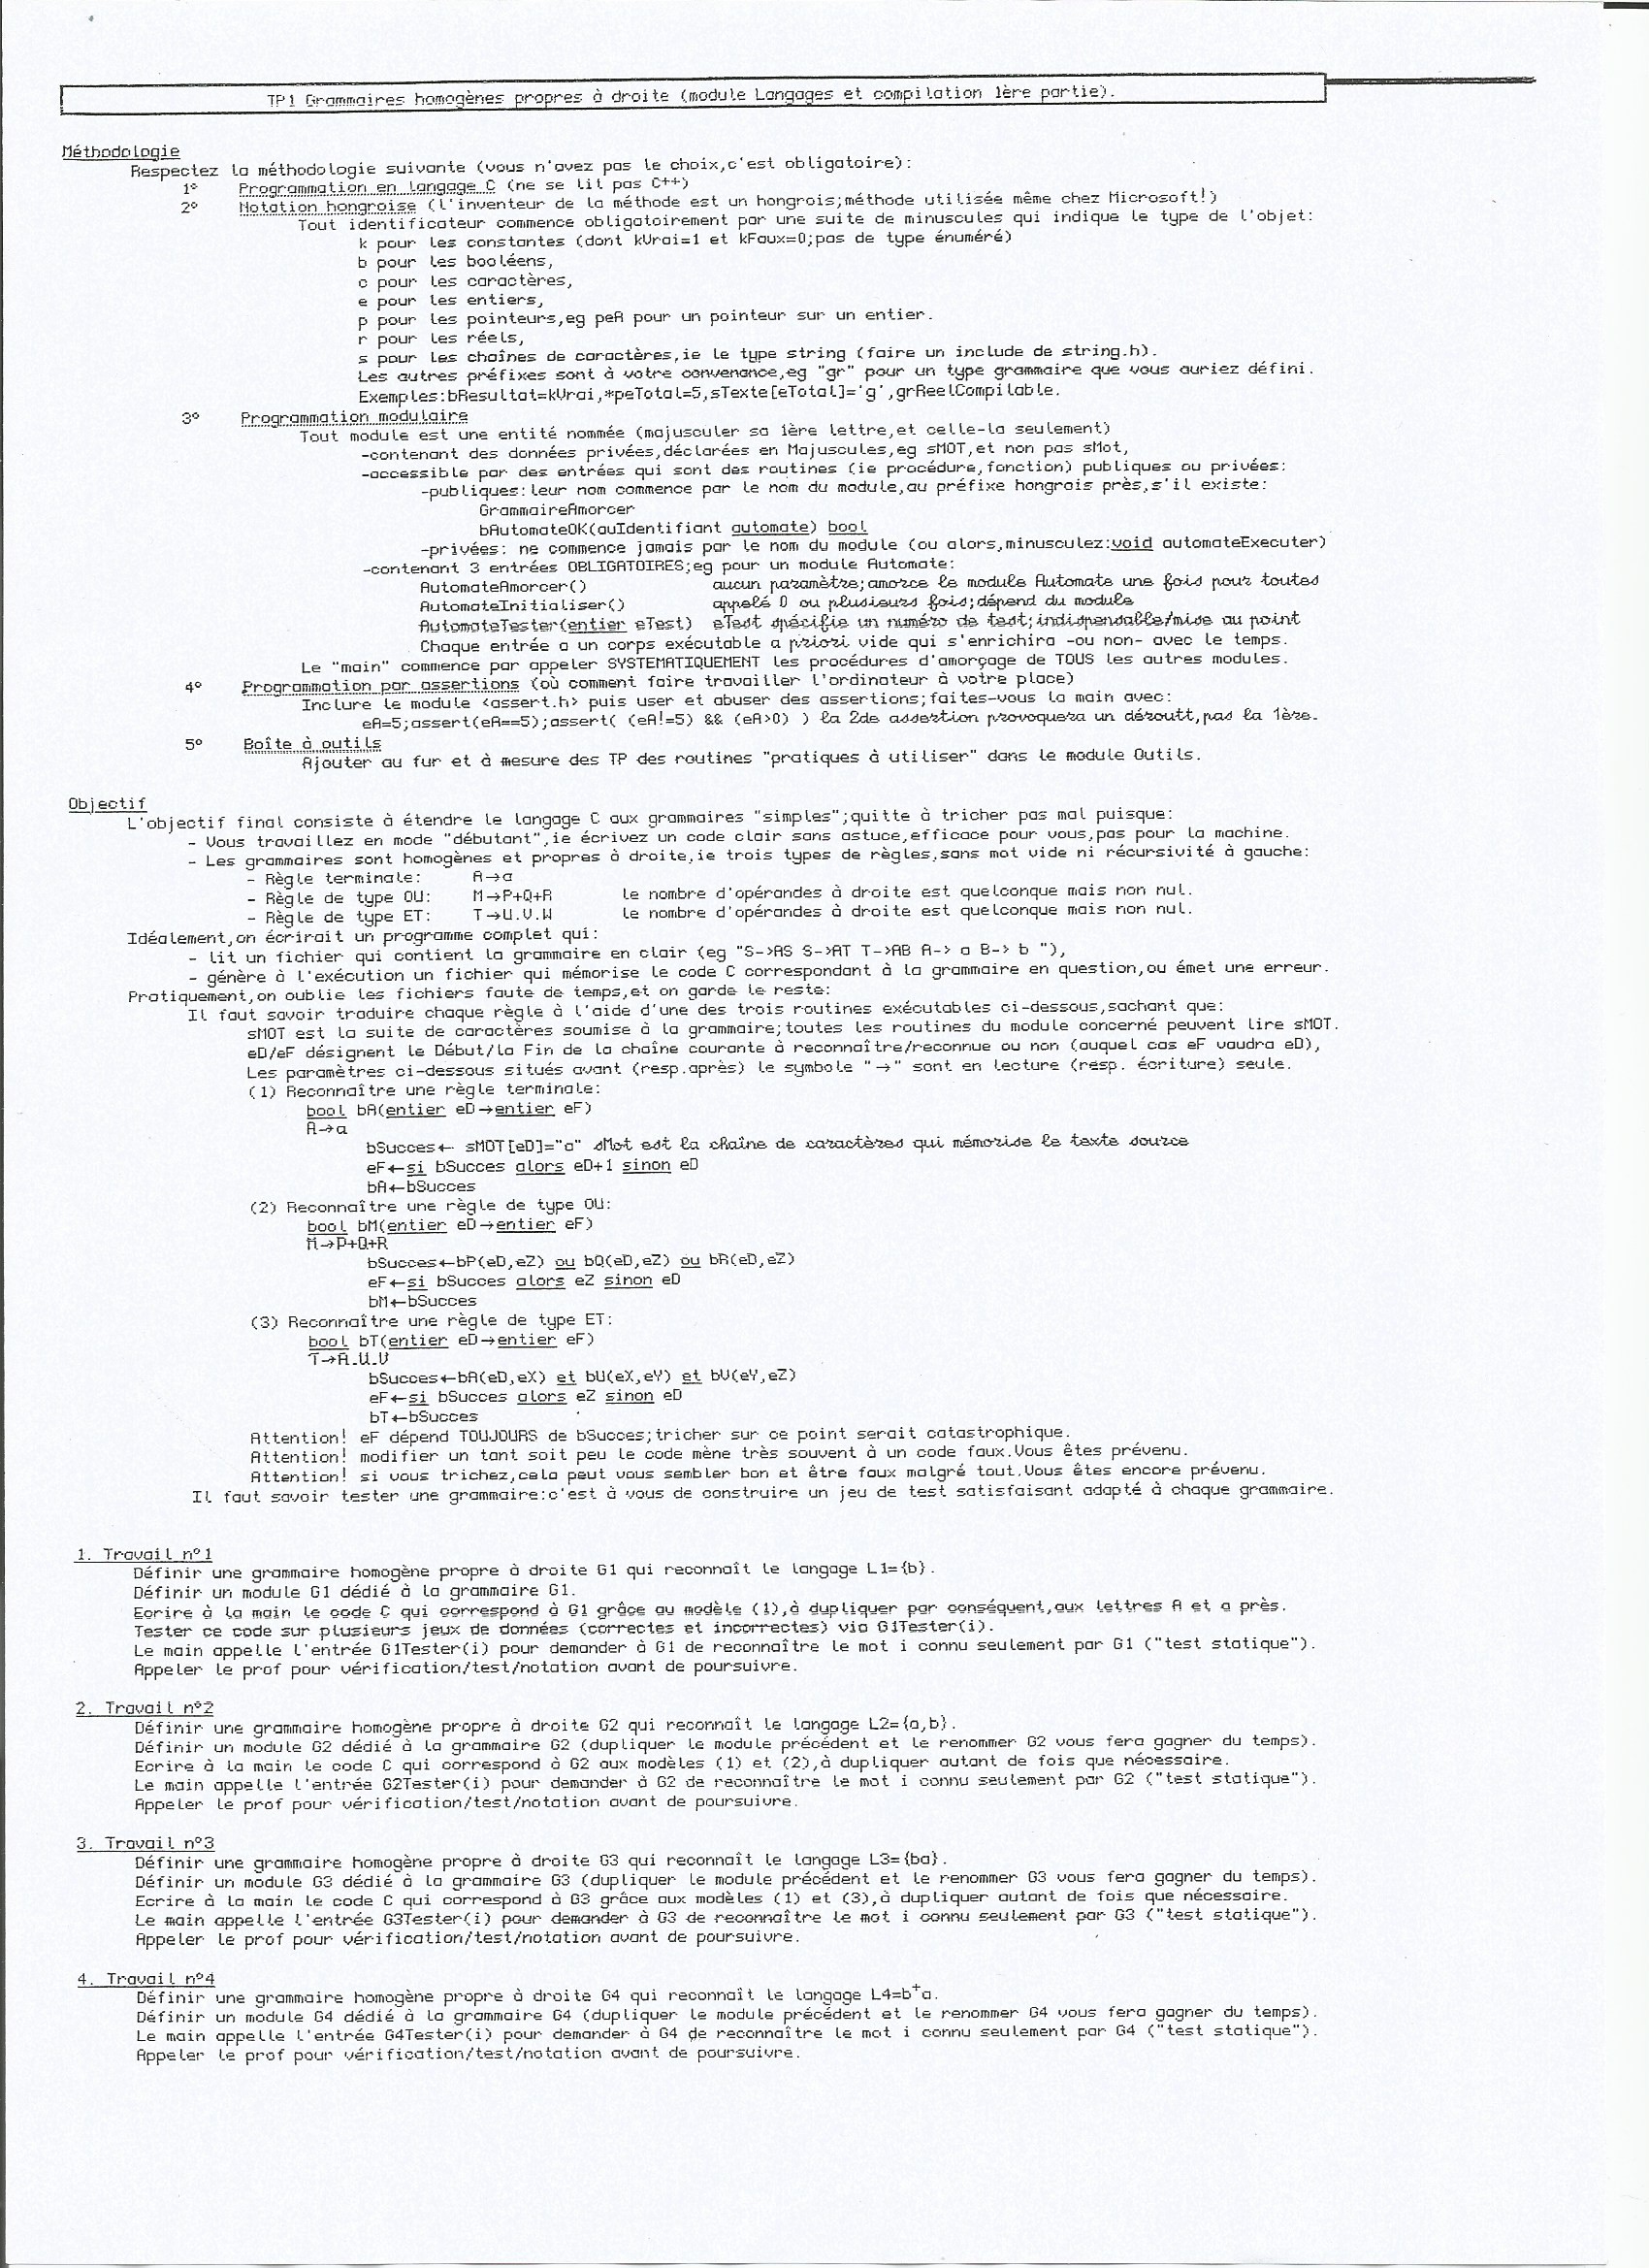 TP1 Grammaires homogènes propres à droite (module Langages et compilation 1ère partie).
Méthodologie
Respectez la méthodologie suivante (vous n'avez pas le choix,c'est obligatoire):
1° Programmation en langage C (ne se lit pas C++)
2° Notation hongroise (l'inventeur de la méthode est un hongrois;méthode utilisée même chez Microsoft!)
Tout identificateur commence obligatoirement par une suite de minuscules qui indique le type de l'objet:
k pour les constantes (dont kVrai=1 et kFaux=0;pas de type énuméré)
b pour les booléens,
c pour les caractères,
e pour les entiers,
p pour les pointeurs,eg peA pour un pointeur sur un entier.
r pour les réels,
s pour les chaînes de caractères,ie le type string (faire un include de string.h).
Les autres préfixes sont à votre convenance,eg "gr" pour un type grammaire que vous auriez défini.
Exemples:bResultat=kVrai,*peTotal=5,sTexte[eTotal]='g',grReelCompilable.
3° Programmation modulaire
Tout module est une entité nommée (majusculer sa 1ère lettre,et celle-la seulement)
-contenant des données privées,déclarées en Majuscules,eg sMOT,et non pas sMot,
-accessible par des entrées qui sont des routines (ie procédure,fonction) publiques ou privées:
-publiques:leur nom commence par le nom du module,au préfixe hongrois près,s'il existe:
GrammaireAmorcer
bAutomateOK(auIdentifiant automate) bool
-privées: ne commence jamais par le nom du module (ou alors,minusculez:void automateExecuter)
-contenant 3 entrées OBLIGATOIRES;eg pour un module Automate:
AutomateAmorcer() aucun paramètre;amorce le module Automate une fois pour toutes
AutomateInitialiser() appelé 0 ou plusieurs fois;dépend du module
AutomateTester(entier eTest) eTest spécifie un numéro de test;indispensable/mise au point
Chaque entrée a un corps exécutable a priori vide qui s'enrichira -ou non- avec le temps.
Le "main" commence par appeler SYSTEMATIQUEMENT les procédures d'amorçage de TOUS les autres modules.
4° Programmation par assertions (où comment faire travailler l'ordinateur à votre place)
Inclure le module <assert.h> puis user et abuser des assertions;faites-vous la main avec:
eA=5;assert(eA==5);assert( (eA!=5) && (eA>0) ) la 2de assertion provoquera un déroutt,pas la 1ère.
5° Boîte à outils
Ajouter au fur et à mesure des TP des routines "pratiques à utiliser" dans le module Outils.
Objectif
L'objectif final consiste à étendre le langage C aux grammaires "simples";quitte à tricher pas mal puisque:
- Vous travaillez en mode "débutant",ie écrivez un code clair sans astuce,efficace pour vous,pas pour la machine.
- Les grammaires sont homogènes et propres à droite,ie trois types de règles,sans mot vide ni récursivité à gauche:
- Règle terminale: A→a
- Règle de type OU: M→P+Q+R le nombre d'opérandes à droite est quelconque mais non nul.
- Règle de type ET: T→U.V.W le nombre d'opérandes à droite est quelconque mais non nul.
Idéalement,on écrirait un programme complet qui:
- lit un fichier qui contient la grammaire en clair (eg "S->AS S->AT T->AB A-> a B-> b "),
- génère à l'exécution un fichier qui mémorise le code C correspondant à la grammaire en question,ou émet une erreur.
Pratiquement,on oublie les fichiers faute de temps,et on garde le reste:
Il faut savoir traduire chaque règle à l'aide d'une des trois routines exécutables ci-dessous,sachant que:
sMOT est la suite de caractères soumise à la grammaire;toutes les routines du module concerné peuvent lire sMOT.
eD/eF désignent le Début/la Fin de la chaîne courante à reconnaître/reconnue ou non (auquel cas eF vaudra eD),
Les paramètres ci-dessous situés avant (resp.après) le symbole "→" sont en lecture (resp. écriture) seule.
(1) Reconnaître une règle terminale:
bool bA(entier eD→entier eF)
A→a
bSucces← sMOT[eD]="a" sMot est la chaîne de caractères qui mémorise le texte source
eF←si bSucces alors eD+1 sinon eD
bA←bSucces
(2) Reconnaître une règle de type OU:
bool bM(entier eD→entier eF)
M→P+Q+R
bSucces←bP(eD,eZ) ou bQ(eD,eZ) ou bR(eD,eZ)
eF←si bSucces alors eZ sinon eD
bM←bSucces
(3) Reconnaître une règle de type ET:
bool bT(entier eD→entier eF)
T→A.U.V
bSucces←bA(eD,eX) et bU(eX,eY) et bV(eY,eZ)
eF←si bSucces alors eZ sinon eD
bT←bSucces
Attention! eF dépend TOUJOURS de bSucces;tricher sur ce point serait catastrophique.
Attention! modifier un tant soit peu le code mène très souvent à un code faux.Vous êtes prévenu.
Attention! si vous trichez,cela peut vous sembler bon et être faux malgré tout.Vous êtes encore prévenu.
Il faut savoir tester une grammaire:c'est à vous de construire un jeu de test satisfaisant adapté à chaque grammaire.
1. Travail n°1
Définir une grammaire homogène propre à droite G1 qui reconnaît le langage L1={b}.
Définir un module G1 dédié à la grammaire G1.
Ecrire à la main le code C qui correspond à G1 grâce au modèle (1),à dupliquer par conséquent,aux lettres A et a près.
Tester ce code sur plusieurs jeux de données (correctes et incorrectes) via G1Tester(i).
Le main appelle l'entrée G1Tester(i) pour demander à G1 de reconnaître le mot i connu seulement par G1 ("test statique").
Appeler le prof pour vérification/test/notation avant de poursuivre.
2. Travail n°2
Définir une grammaire homogène propre à droite G2 qui reconnaît le langage L2={a,b}.
Définir un module G2 dédié à la grammaire G2 (dupliquer le module précédent et le renommer G2 vous fera gagner du temps).
Ecrire à la main le code C qui correspond à G2 aux modèles (1) et (2),à dupliquer autant de fois que nécessaire.
Le main appelle l'entrée G2Tester(i) pour demander à G2 de reconnaître le mot i connu seulement par G2 ("test statique").
Appeler le prof pour vérification/test/notation avant de poursuivre.
3. Travail n°3
Définir une grammaire homogène propre à droite G3 qui reconnaît le langage L3={ba}.
Définir un module G3 dédié à la grammaire G3 (dupliquer le module précédent et le renommer G3 vous fera gagner du temps).
Ecrire à la main le code C qui correspond à G3 grâce aux modèles (1) et (3),à dupliquer autant de fois que nécessaire.
Le main appelle l'entrée G3Tester(i) pour demander à G3 de reconnaître le mot i connu seulement par G3 ("test statique").
Appeler le prof pour vérification/test/notation avant de poursuivre.
4. Travail n°4
Définir une grammaire homogène propre à droite G4 qui reconnaît le langage L4=b⁺a.
Définir un module G4 dédié à la grammaire G4 (dupliquer le module précédent et le renommer G4 vous fera gagner du temps).
Le main appelle l'entrée G4Tester(i) pour demander à G4 de reconnaître le mot i connu seulement par G4 ("test statique").
Appeler le prof pour vérification/test/notation avant de poursuivre.